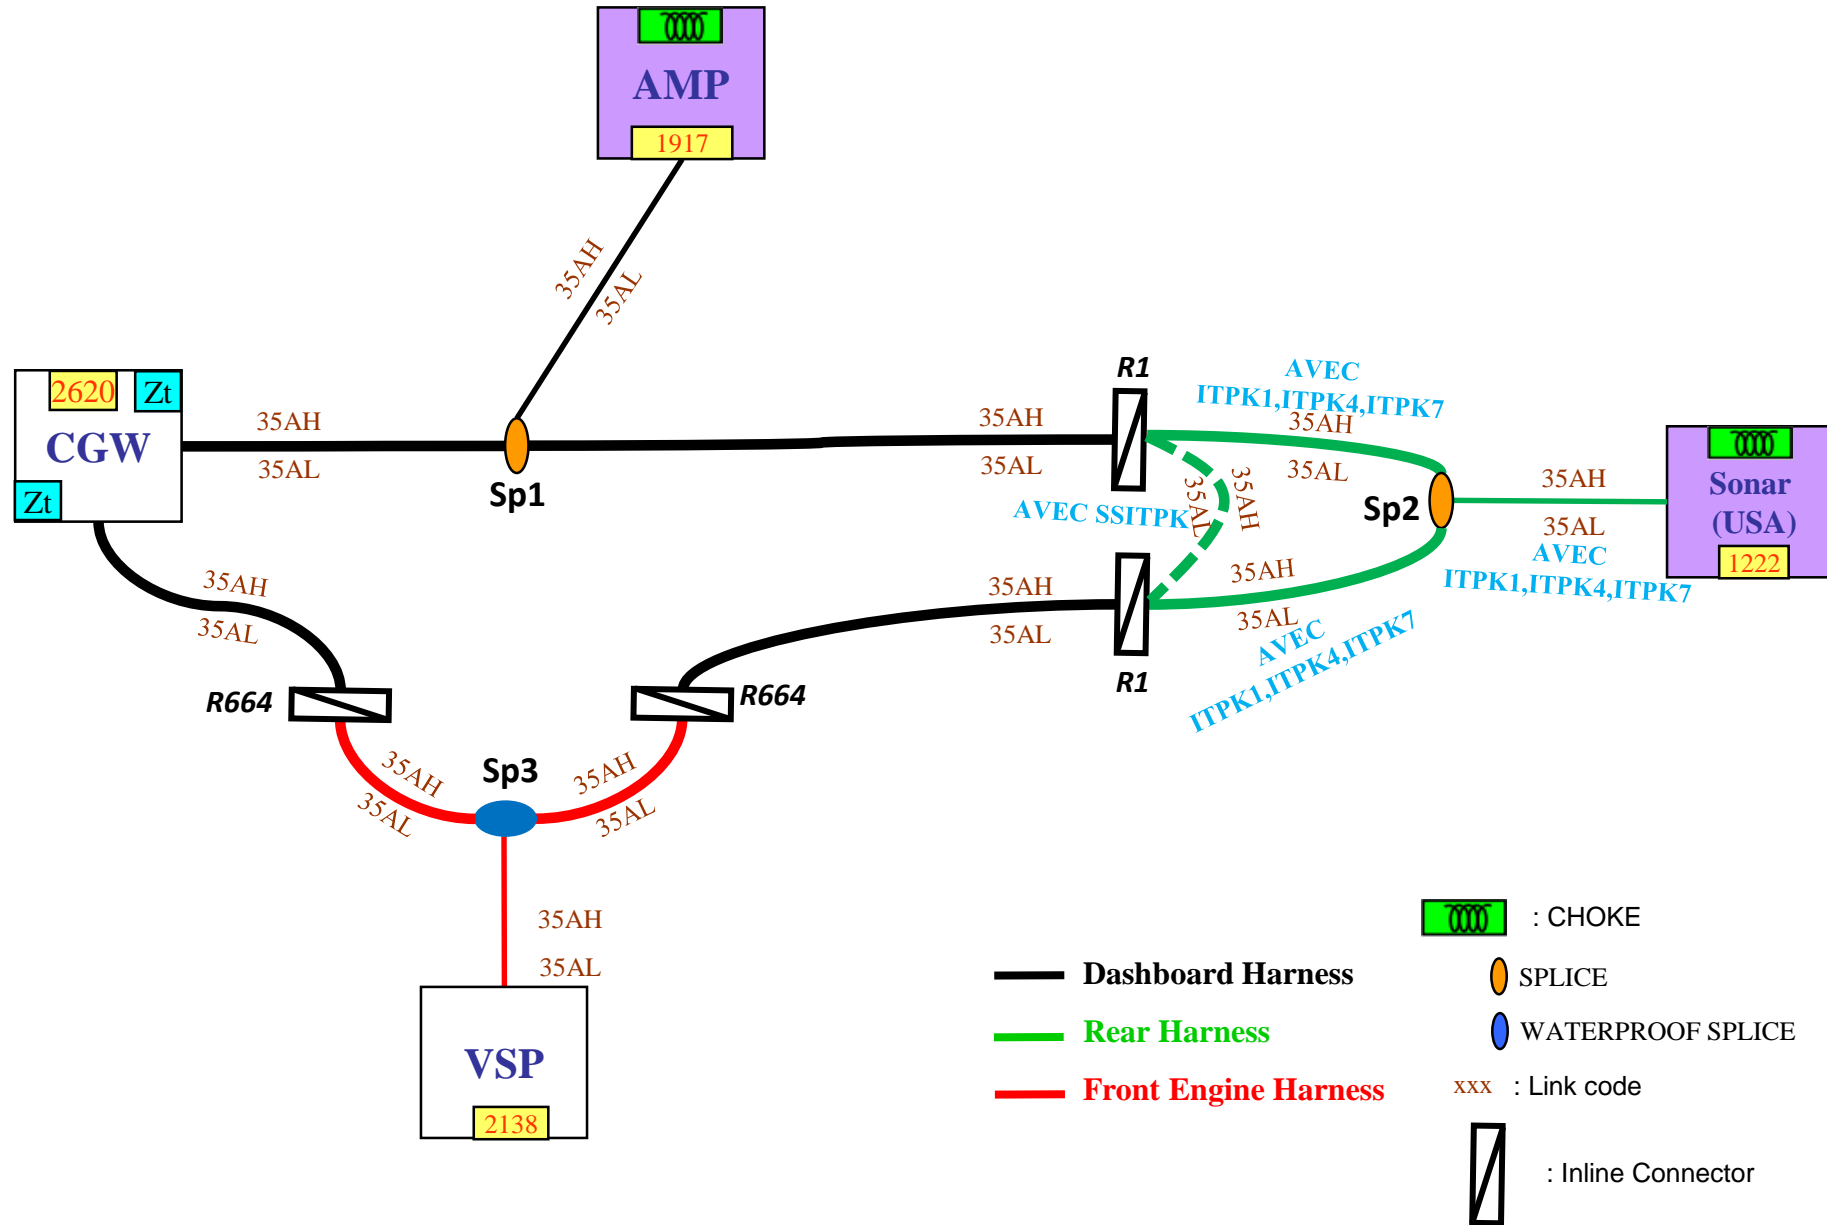 AMP
1917
35AH
35AL
2620
Zt
CGW
Zt
35AH
35AL
Sp1
35AH
35AL
R1
AVEC
ITPK1,ITPK4,ITPK7
35AH
35AL
35AH
35AL
AVEC SSITPK
Sp2
35AH
35AL
AVEC
ITPK1,ITPK4,ITPK7
Sonar
(USA)
1222
35AH
35AL
AVEC
ITPK1,ITPK4,ITPK7
R1
35AH
35AL
35AH
35AL
R664
R664
35AH
35AL
Sp3
35AH
35AL
35AH
35AL
VSP
2138
Dashboard Harness
Rear Harness
Front Engine Harness
: CHOKE
SPLICE
WATERPROOF SPLICE
xxx : Link code
: Inline Connector